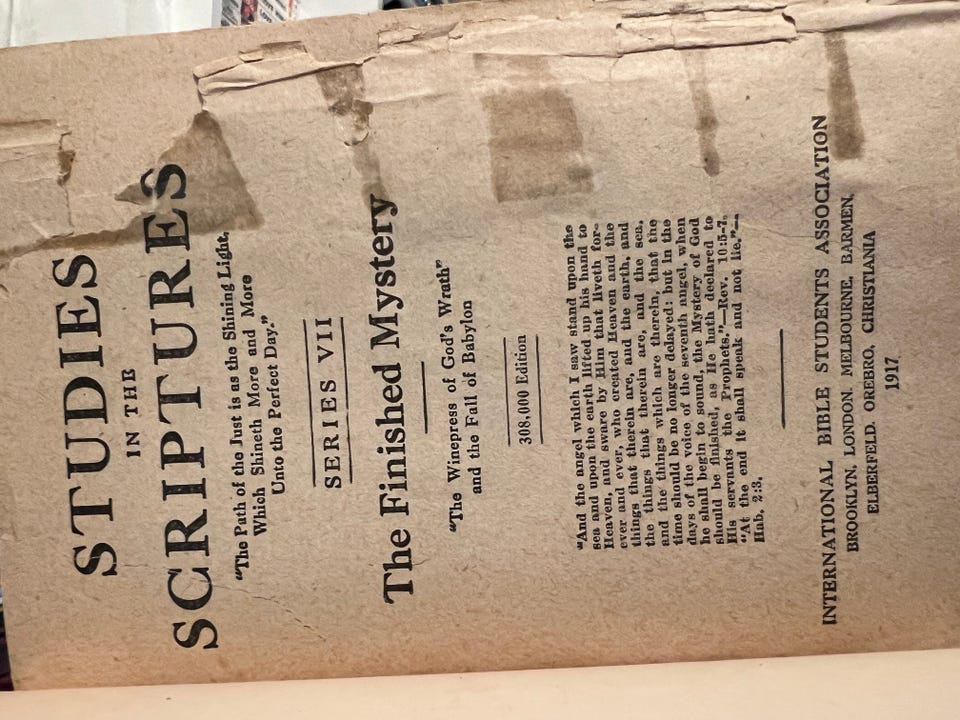 STUDIES
IN THE
SCRIPTURES
"The Path of the Just is as the Shining Light,
Which Shineth More and More
Unto the Perfect Day."
SERIES VII
The Finished Mystery
"The Winepress of God's Wrath"
and the Fall of Babylon
308,000 Edition
"And the angel which I saw stand upon the
sea and upon the earth lifted up his hand to
Heaven, and sware by Him that liveth for-
ever and ever, who created Heaven and the
things that therein are, and the earth, and
the things that therein are, and the sea,
and the things which are therein, that the
time should be no longer delayed: but in the
days of the voice of the seventh angel, when
he shall begin to sound, the Mystery of God
should be finished, as He hath declared to
His servants the Prophets."—Rev. 10:5-7.
"At the end it shall speak and not lie."—
Hab. 2:3.
INTERNATIONAL BIBLE STUDENTS ASSOCIATION
BROOKLYN, LONDON. MELBOURNE, BARMEN,
ELBERFELD. OREBRO, CHRISTIANIA
1917